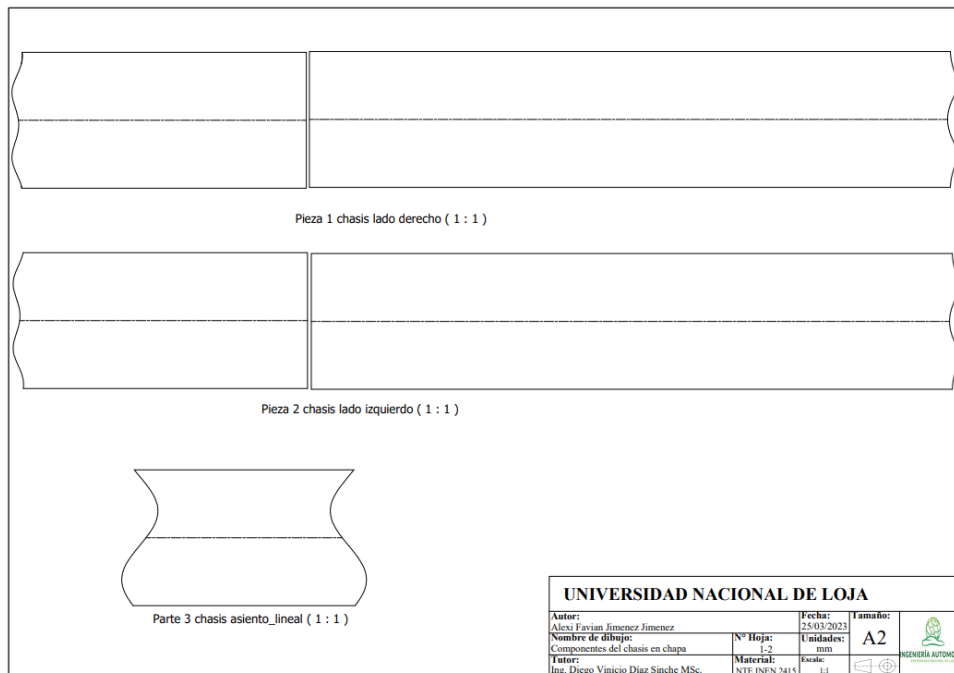 Pieza 1 chasis lado derecho ( 1 : 1 )
Pieza 2 chasis lado izquierdo ( 1 : 1 )
Parte 3 chasis asiento_lineal ( 1 : 1 )
UNIVERSIDAD NACIONAL DE LOJA
Autor:
Alexi Favian Jimenez Jimenez
Fecha:
25/03/2023
Tamaño:
A2
Nombre de dibujo:
Componentes del chasis en chapa
N° Hoja:
1-2
Unidades:
mm
Tutor:
Ing. Diego Vinicio Díaz Sinche MSc.
Material:
NTE INEN 2415
Escala:
1:1
INGENIERÍA AUTOMO